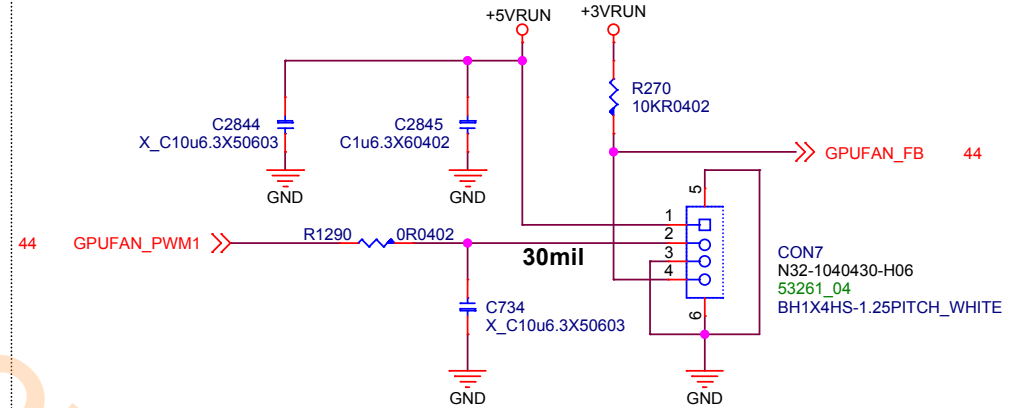 +5VRUN
+3VRUN
R270
10KR0402
C2844
X_C10u6.3X50603
C2845
C1u6.3X60402
GPUFAN_FB
44
GND
GND
5
1
2
3
4
44
GPUFAN_PWM1
R1290
0R0402
30mil
CON7
N32-1040430-H06
53261_04
BH1X4HS-1.25PITCH_WHITE
C734
X_C10u6.3X50603
6
GND
GND